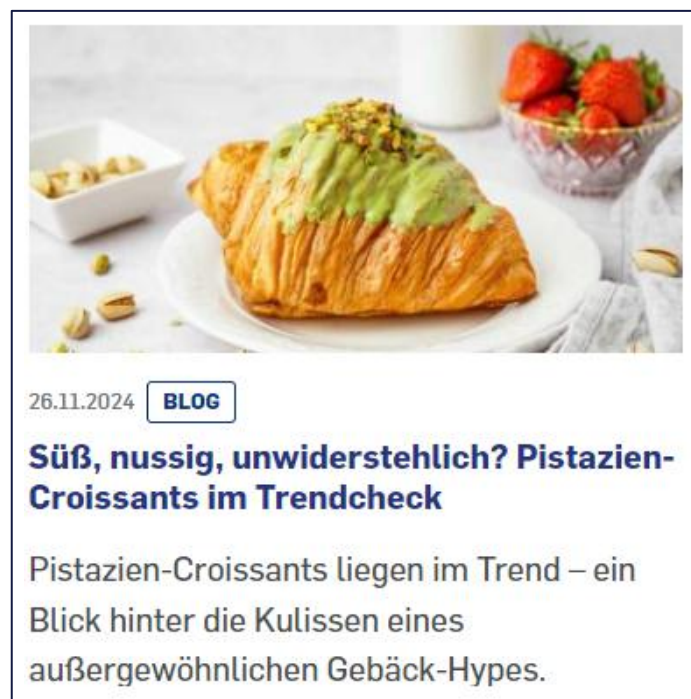 26.11.2024 BLOG
Süß, nussig, unwiderstehlich? Pistazien-
Croissants im Trendcheck
Pistazien-Croissants liegen im Trend – ein
Blick hinter die Kulissen eines
außergewöhnlichen Gebäck-Hypes.